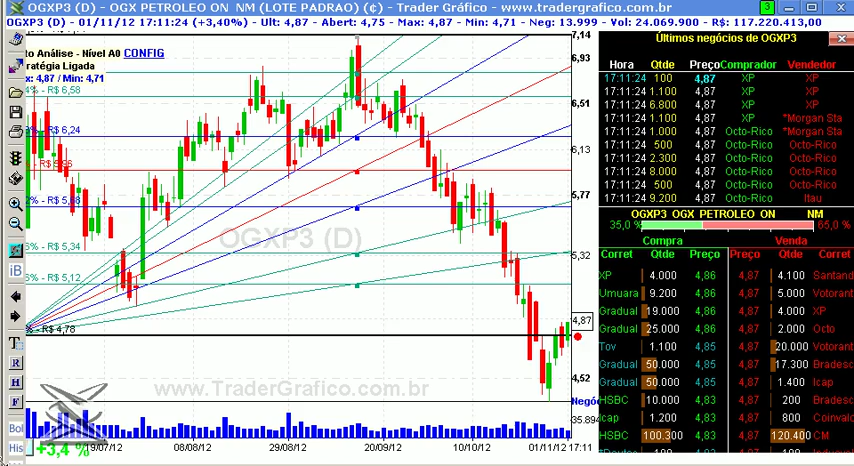 OGXP3 (D) - OGX PETROLEO ON NM (LOTE PADRAO) (¢) - Trader Gráfico - www.tradergrafico.com.br
3
OGXP3 (D) - 01/11/12 17:11:24 (+3,40%) - Ult: 4,87 - Abert: 4,75 - Max: 4,87 - Min: 4,71 - Neg: 13.999 - Vol: 24.069.900 - R$: 117.220.413,00
to Análise - Nível A0 CONFIG
tratégia Ligada
x: 4,87 / Min: 4,71
4% - R$ 6,58
% - R$ 6,24
- R$ 5,96
% - R$ 5,68
6% - R$ 5,34
% - R$ 5,12
% - R$ 4,78
OGXP3 (D)
www.TraderGrafico.com.br
7,14
6,93
6,51
6,13
5,77
5,32
4,87
4,52
Negóc
35.894
19/07/12 08/08/12 29/08/12 20/09/12 10/10/12 01/11/12 17:11
+3,4 %
iB
T
R
H
F
Bol
His
Últimos negócios de OGXP3
Hora Qtde Preço Comprador Vendedor
17:11:24 100 4,87 XP XP
17:11:24 1.100 4,87 XP XP
17:11:24 6.800 4,87 XP XP
17:11:24 1.100 4,87 XP *Morgan Sta
17:11:24 1.000 4,87 Octo-Rico *Morgan Sta
17:11:24 500 4,87 Octo-Rico Octo-Rico
17:11:24 2.300 4,87 Octo-Rico Octo-Rico
17:11:24 8.000 4,87 Octo-Rico Octo-Rico
17:11:24 500 4,87 Octo-Rico Octo-Rico
17:11:24 9.200 4,87 Octo-Rico Itau
OGXP3 OGX PETROLEO ON NM
35,0 % 65,0 %
Compra Venda
Corret Qtde Preço Preço Qtde Corret
XP 4.000 4,86 4,87 4.100 Santand
Umuara 9.200 4,86 4,87 5.000 Votorant
Gradual 19.000 4,86 4,87 4.000 XP
Gradual 25.000 4,86 4,87 2.000 Octo
Tov 1.100 4,85 4,87 20.000 Votorant
Gradual 50.000 4,85 4,87 17.300 Bradesc
Gradual 50.000 4,85 4,87 1.400 Icap
HSBC 10.000 4,83 4,87 200 Bradesc
Icap 1.200 4,83 4,87 800 Coinvalo
HSBC 100.300 4,83 4,87 120.400 CM